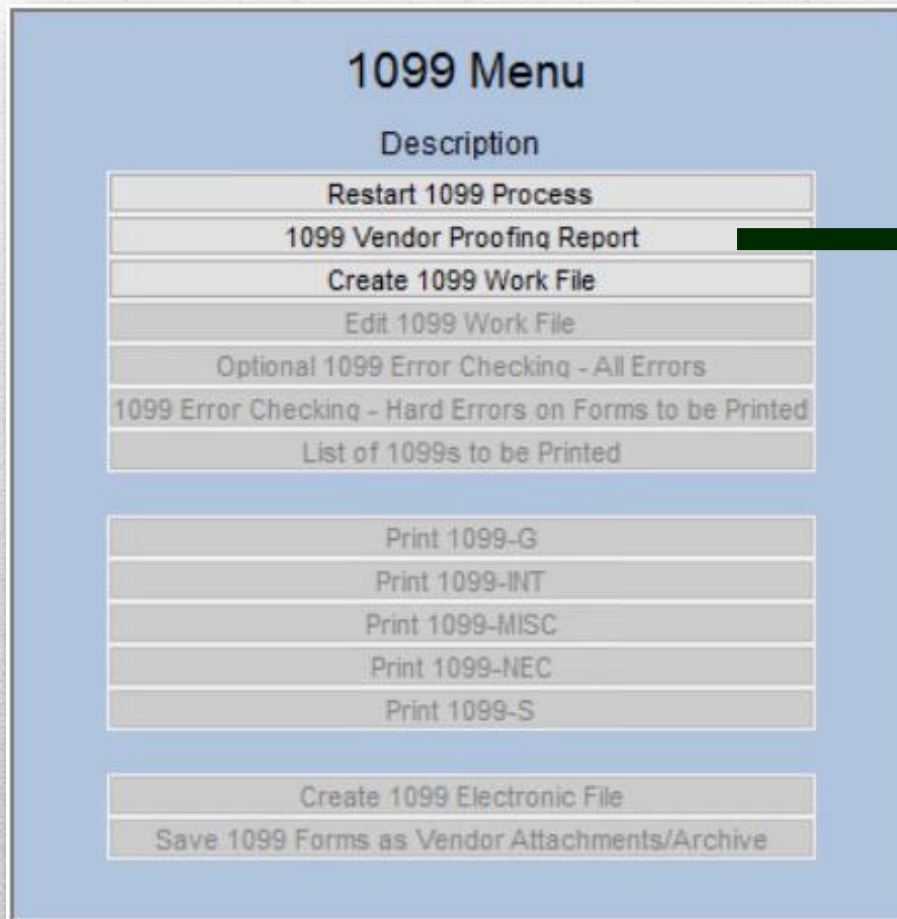 1099 Menu
Description
Restart 1099 Process
1099 Vendor Proofing Report
Create 1099 Work File
Edit 1099 Work File
Optional 1099 Error Checking - All Errors
1099 Error Checking - Hard Errors on Forms to be Printed
List of 1099s to be Printed
Print 1099-G
Print 1099-INT
Print 1099-MISC
Print 1099-NEC
Print 1099-S
Create 1099 Electronic File
Save 1099 Forms as Vendor Attachments/Archive